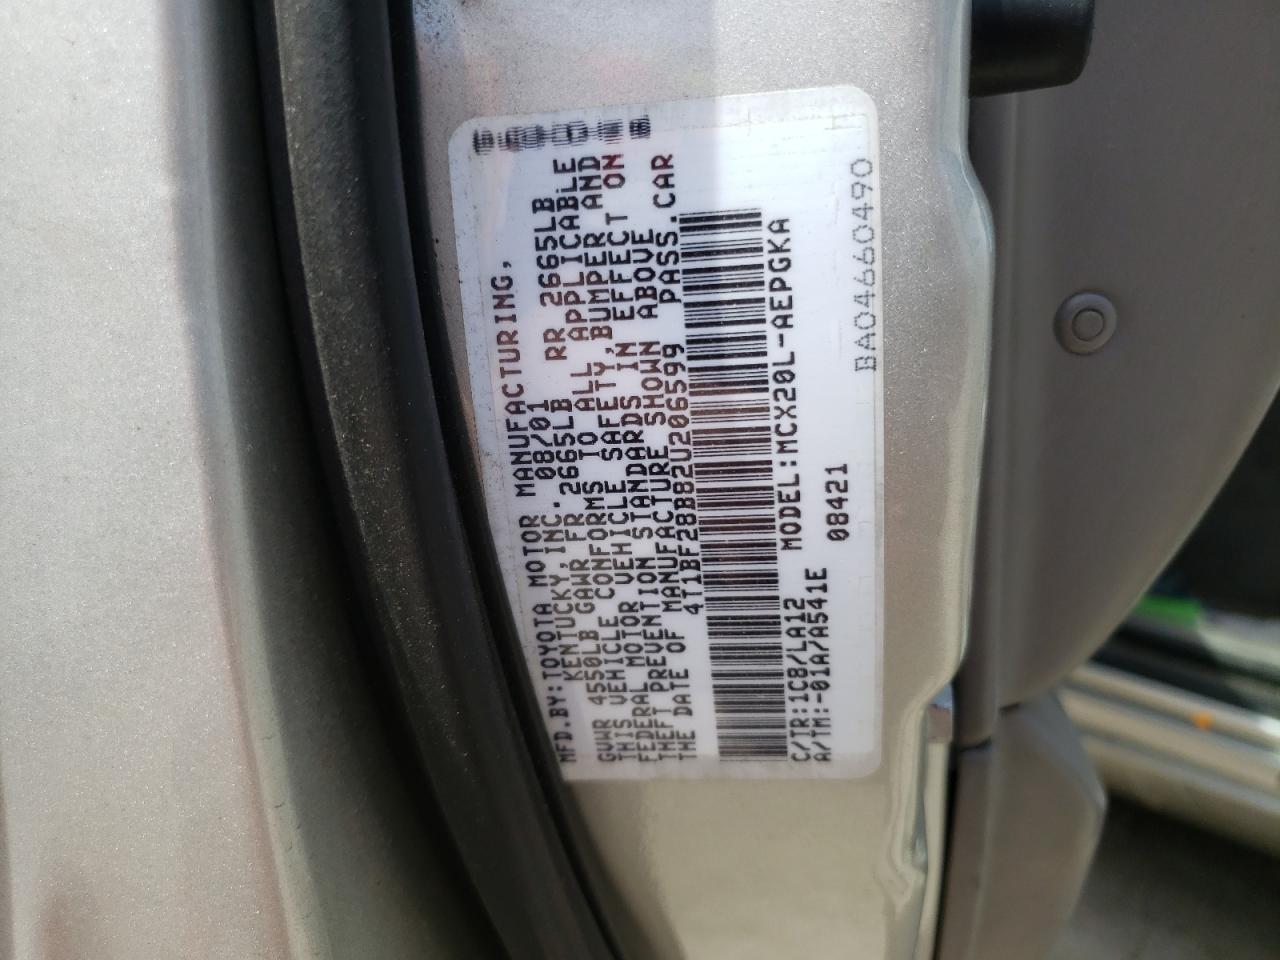 MFD.BY:TOYOTA MOTOR MANUFACTURING,
KENTUCKY,INC. 08/01
GVWR 4550LB GAWR FR 2665LB RR 2665LB
THIS VEHICLE CONFORMS TO ALL APPLICABLE
FEDERAL MOTOR VEHICLE SAFETY,BUMPER AND
THEFT PREVENTION STANDARDS IN EFFECT ON
THE DATE OF MANUFACTURE SHOWN ABOVE
4T1BF28B82U206599 PASS.CAR
MODEL:MCX20L-AEPGKA
C/TR:1C8/LA12
A/TM:-01A/A541E 08421
BA04660490